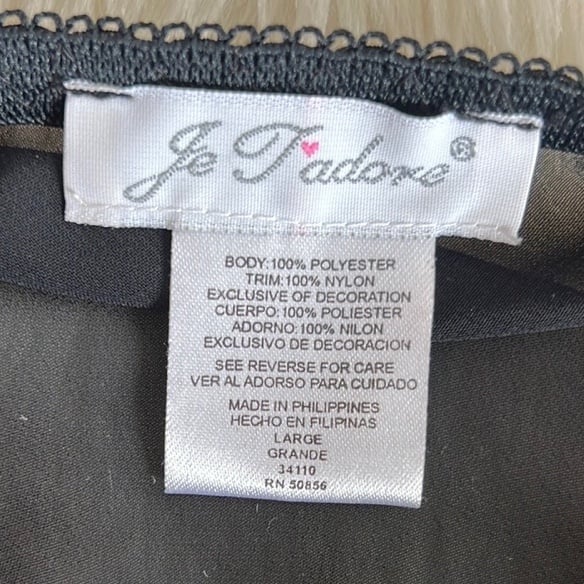 Je T'adore®
BODY:100% POLYESTER
TRIM:100% NYLON
EXCLUSIVE OF DECORATION
CUERPO:100% POLIESTER
ADORNO:100% NILON
EXCLUSIVO DE DECORACION
SEE REVERSE FOR CARE
VER AL ADORSO PARA CUIDADO
MADE IN PHILIPPINES
HECHO EN FILIPINAS
LARGE
GRANDE
34110
RN 50856